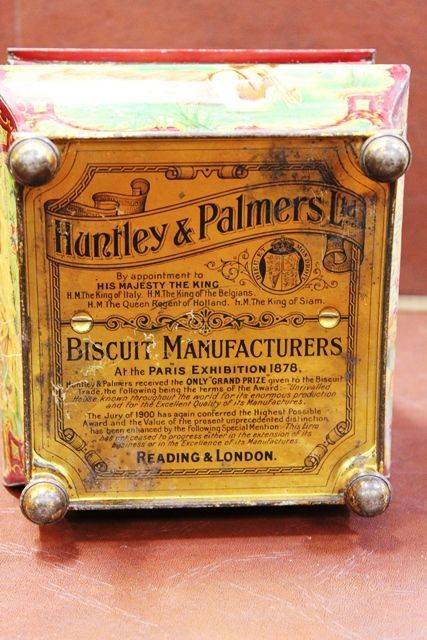 Huntley & Palmers Ltd
By appointment to
HIS MAJESTY THE KING
H.M.The King of Italy. H.M.The King of The Belgians.
H.M. The Queen Regent of Holland. H.M. The King of Siam.
BISCUIT MANUFACTURERS
At the PARIS EXHIBITION 1878,
Huntley & Palmers received the ONLY "GRAND PRIZE" given to the Biscuit
Trade, the following being the terms of the Award:- "Unrivalled
House known throughout the world for its enormous production
and for the Excellent Quality of its Manufactures."
The Jury of 1900 has again conferred the Highest Possible
Award and the Value of the present unprecedented distinction
has been enhanced by the Following Special Mention:- "This Firm
has not ceased to progress either in the extension of its
business or in the Excellence of its Manufactures."
READING & LONDON.